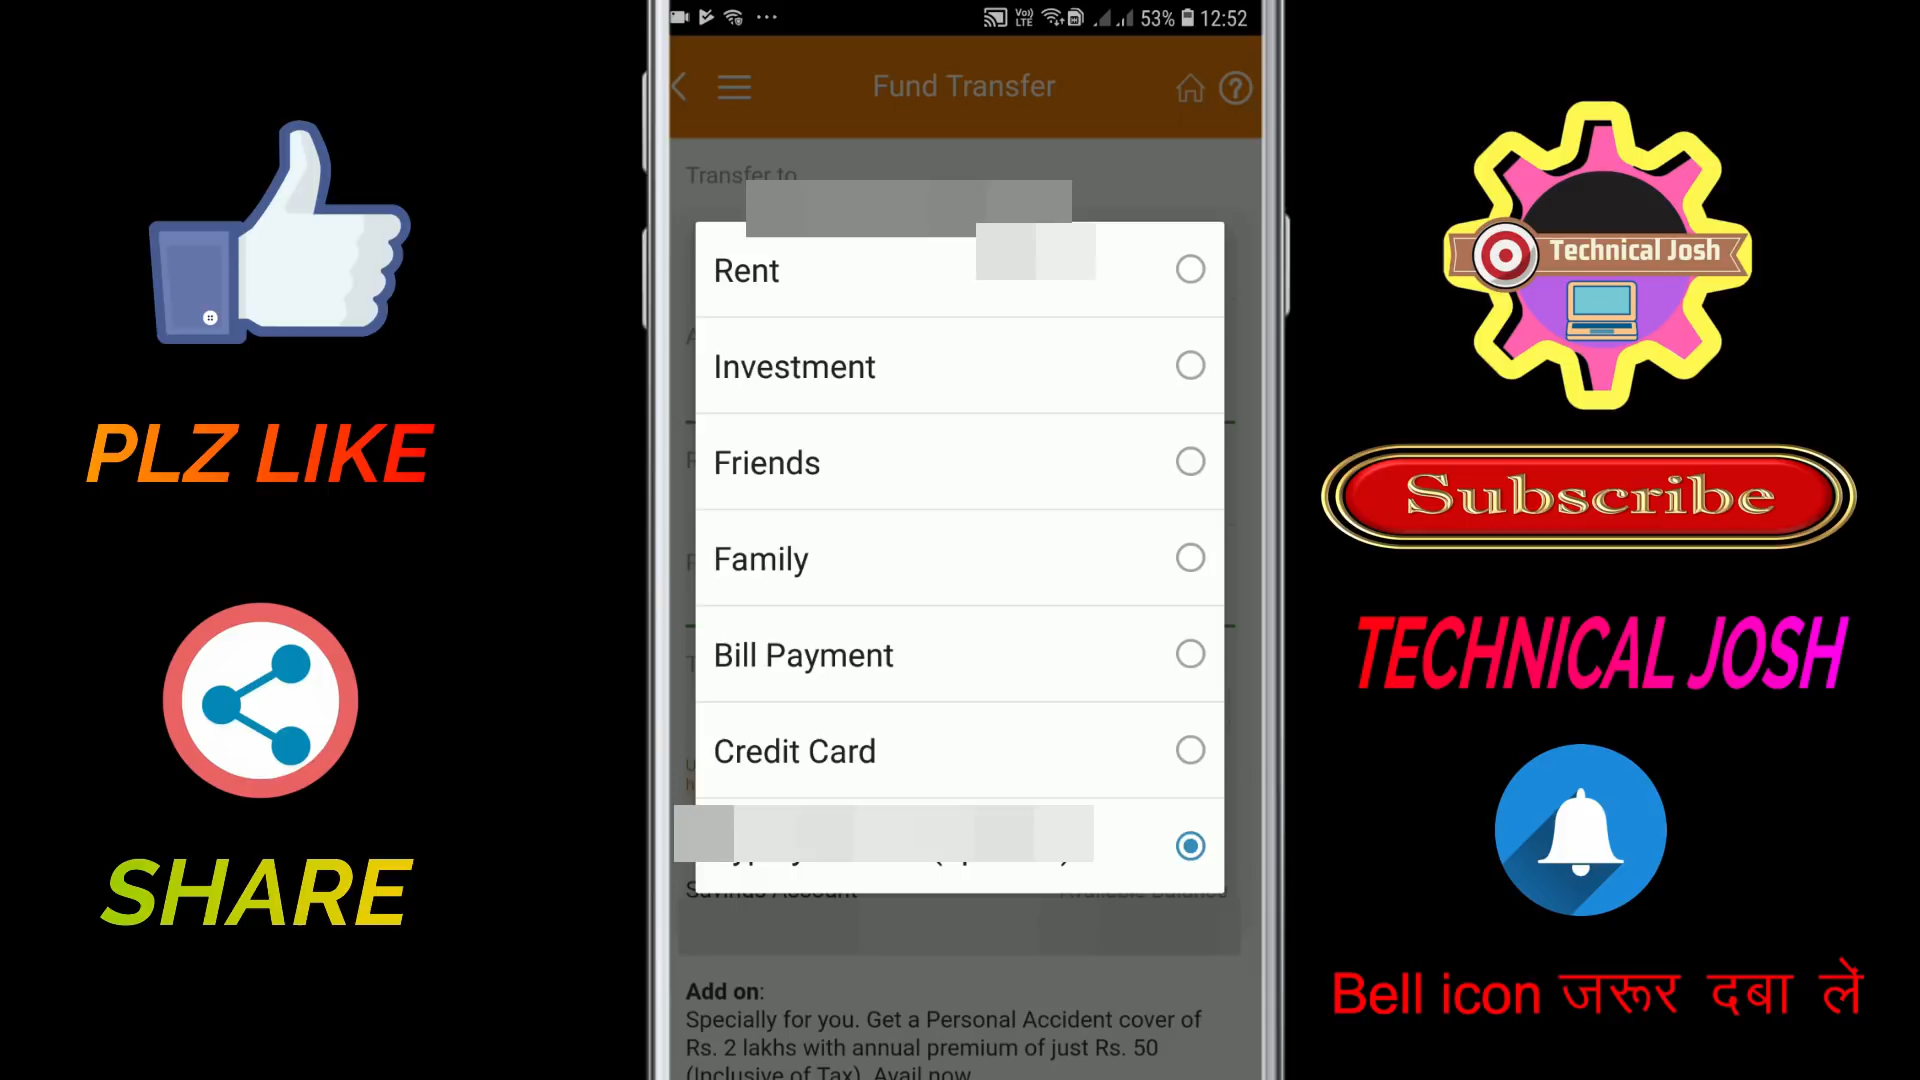 53% 12:52
Fund Transfer
Transfer to
Rent
Investment
Friends
Family
Bill Payment
Credit Card
Savings Account Available Balance
Add on:
Specially for you. Get a Personal Accident cover of
Rs. 2 lakhs with annual premium of just Rs. 50
(Inclusive of Tax). Avail now
PLZ LIKE
SHARE
Technical Josh
Subscribe
TECHNICAL JOSH
Bell icon जरूर दबा लें